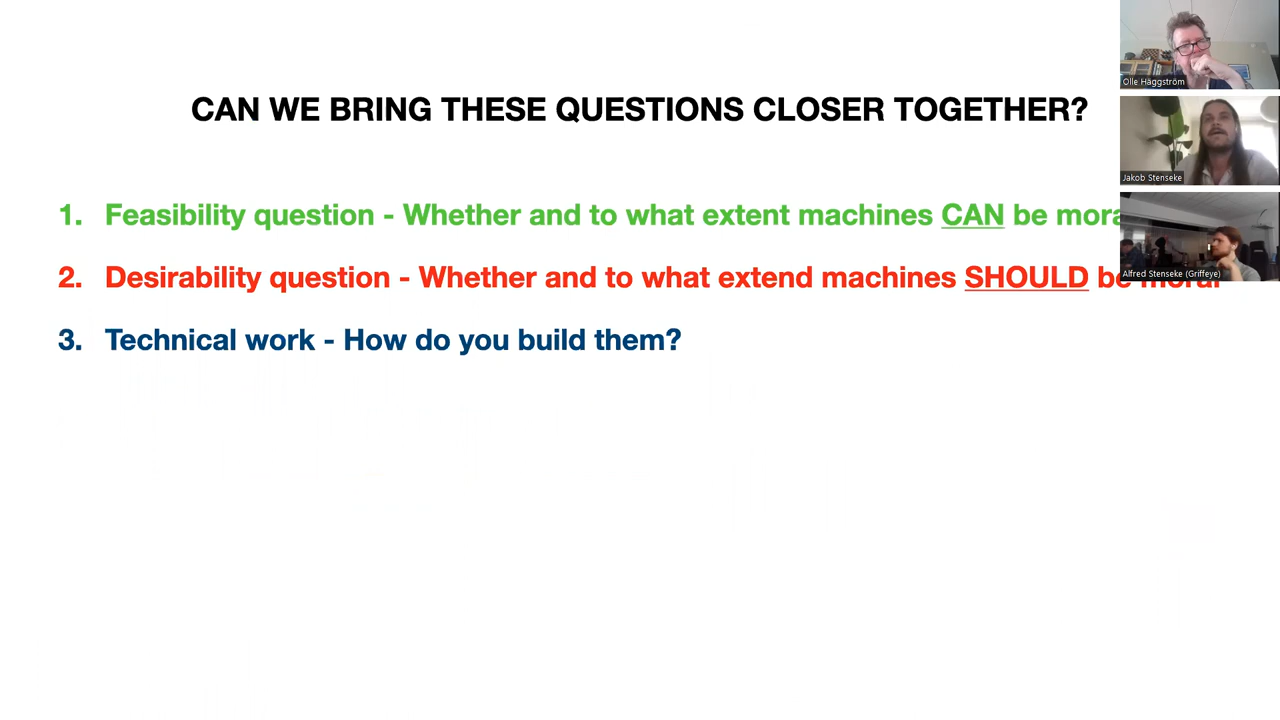 CAN WE BRING THESE QUESTIONS CLOSER TOGETHER?
1. Feasibility question - Whether and to what extent machines CAN be
2. Desirability question - Whether and to what extend machines SHOULD be moral
3. Technical work - How do you build them?
Olle Häggström
Jakob Stenseke
Alfred Stenseke (Griffeye)